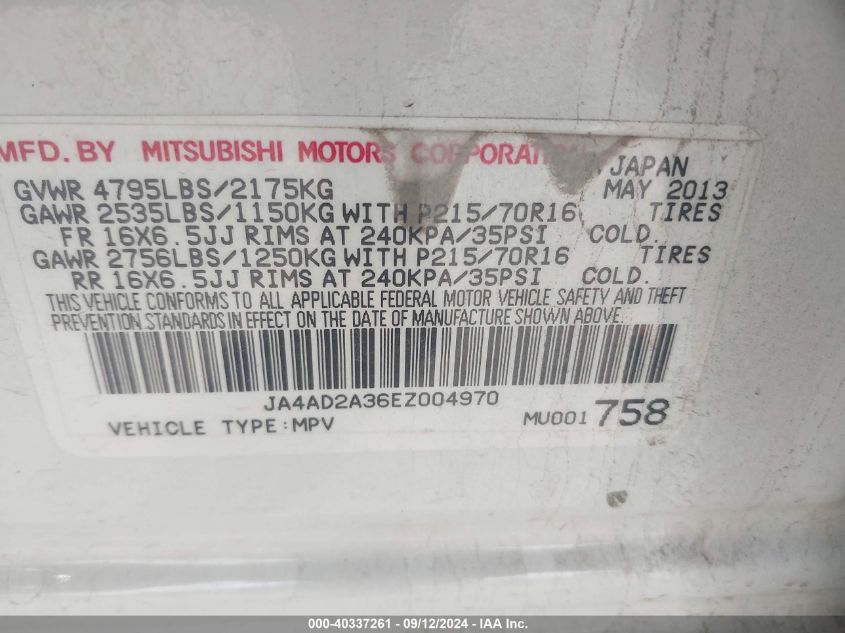 MFD. BY MITSUBISHI MOTORS CORPORATION JAPAN
GVWR 4795LBS/2175KG MAY 2013
GAWR 2535LBS/1150KG WITH P215/70R16 TIRES
FR 16X6.5JJ RIMS AT 240KPA/35PSI COLD.
GAWR 2756LBS/1250KG WITH P215/70R16 TIRES
RR 16X6.5JJ RIMS AT 240KPA/35PSI COLD.
THIS VEHICLE CONFORMS TO ALL APPLICABLE FEDERAL MOTOR VEHICLE SAFETY AND THEFT
PREVENTION STANDARDS IN EFFECT ON THE DATE OF MANUFACTURE SHOWN ABOVE.
JA4AD2A36EZ004970
VEHICLE TYPE:MPV MU001 758
000-40337261 - 09/12/2024 - IAA Inc.